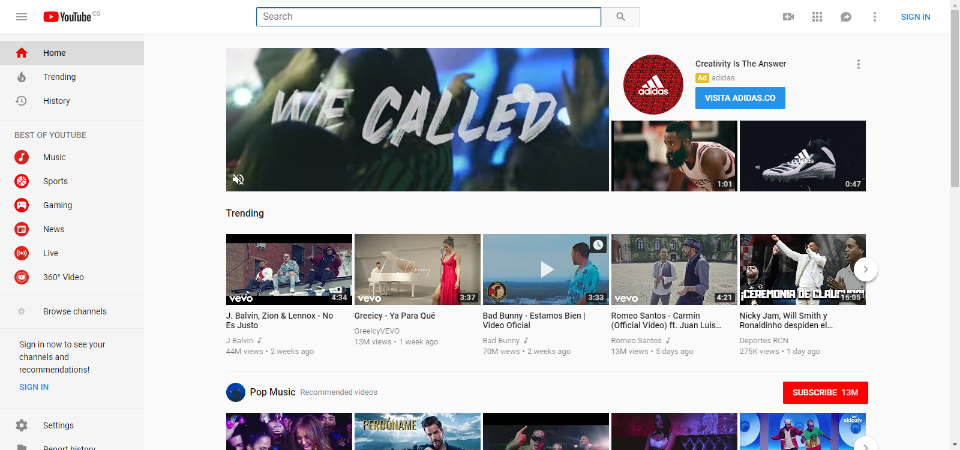 YouTube CO
Search
SIGN IN
Home
Trending
History
BEST OF YOUTUBE
Music
Sports
Gaming
News
Live
360° Video
Browse channels
Sign in now to see your
channels and
recommendations!
SIGN IN
Settings
Report history
WE CALLED
adidas
Creativity Is The Answer
Ad adidas
VISITA ADIDAS.CO
1:01
adidas
0:47
Trending
vevo 4:34
J. Balvin, Zion & Lennox - No
Es Justo
J Balvin
44M views • 2 weeks ago
Greeicy
vevo 3:37
Greeicy - Ya Para Qué
GreeicyVEVO
13M views • 1 week ago
3:33
Bad Bunny - Estamos Bien |
Video Oficial
Bad Bunny
70M views • 2 weeks ago
vevo 4:21
Romeo Santos - Carmín
(Official Video) ft. Juan Luis...
Romeo Santos
13M views • 5 days ago
¡CEREMONIA DE CLAUSURA!
15:05
Nicky Jam, Will Smith y
Ronaldinho despiden el...
Deportes RCN
275K views • 1 day ago
Pop Music Recommended videos
SUBSCRIBE 13M
PERDÓNAME